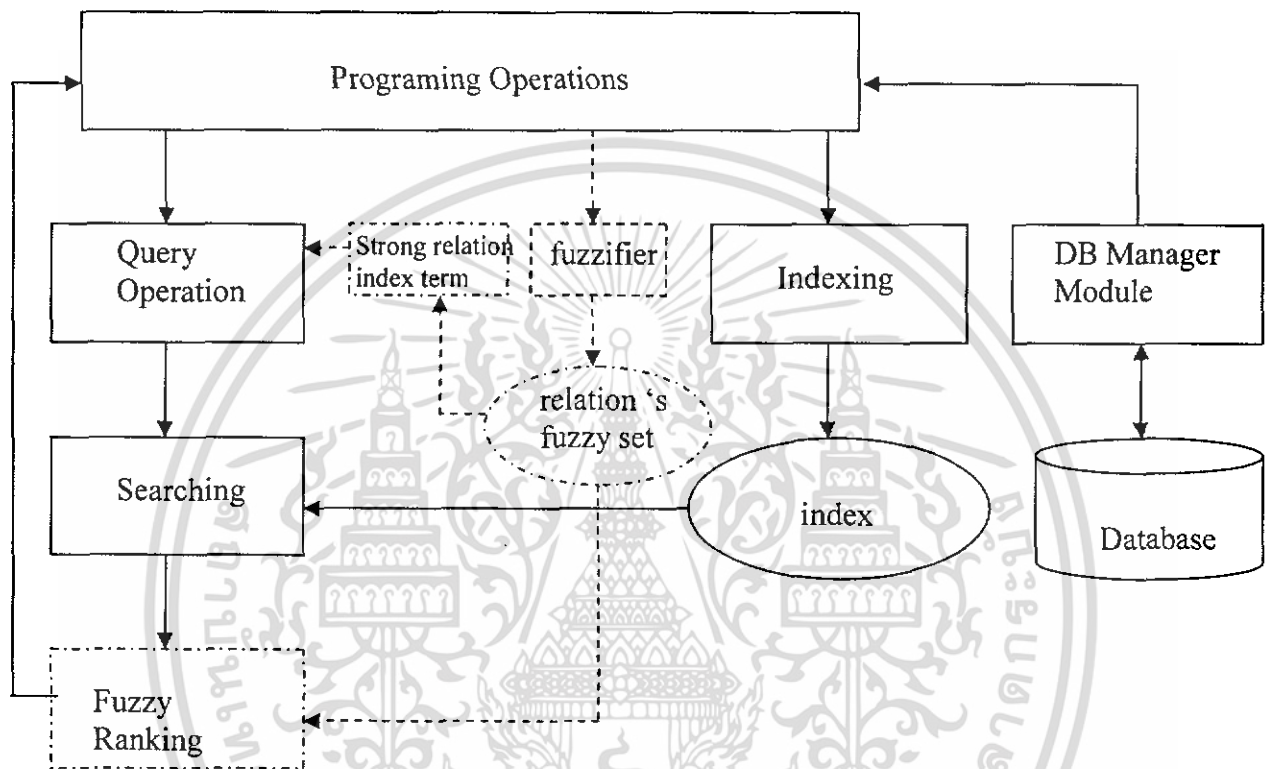 Programing Operations
Query
Operation
Strong relation
index term
fuzzifier
Indexing
DB Manager
Module
relation 's
fuzzy set
Searching
index
Database
Fuzzy
Ranking